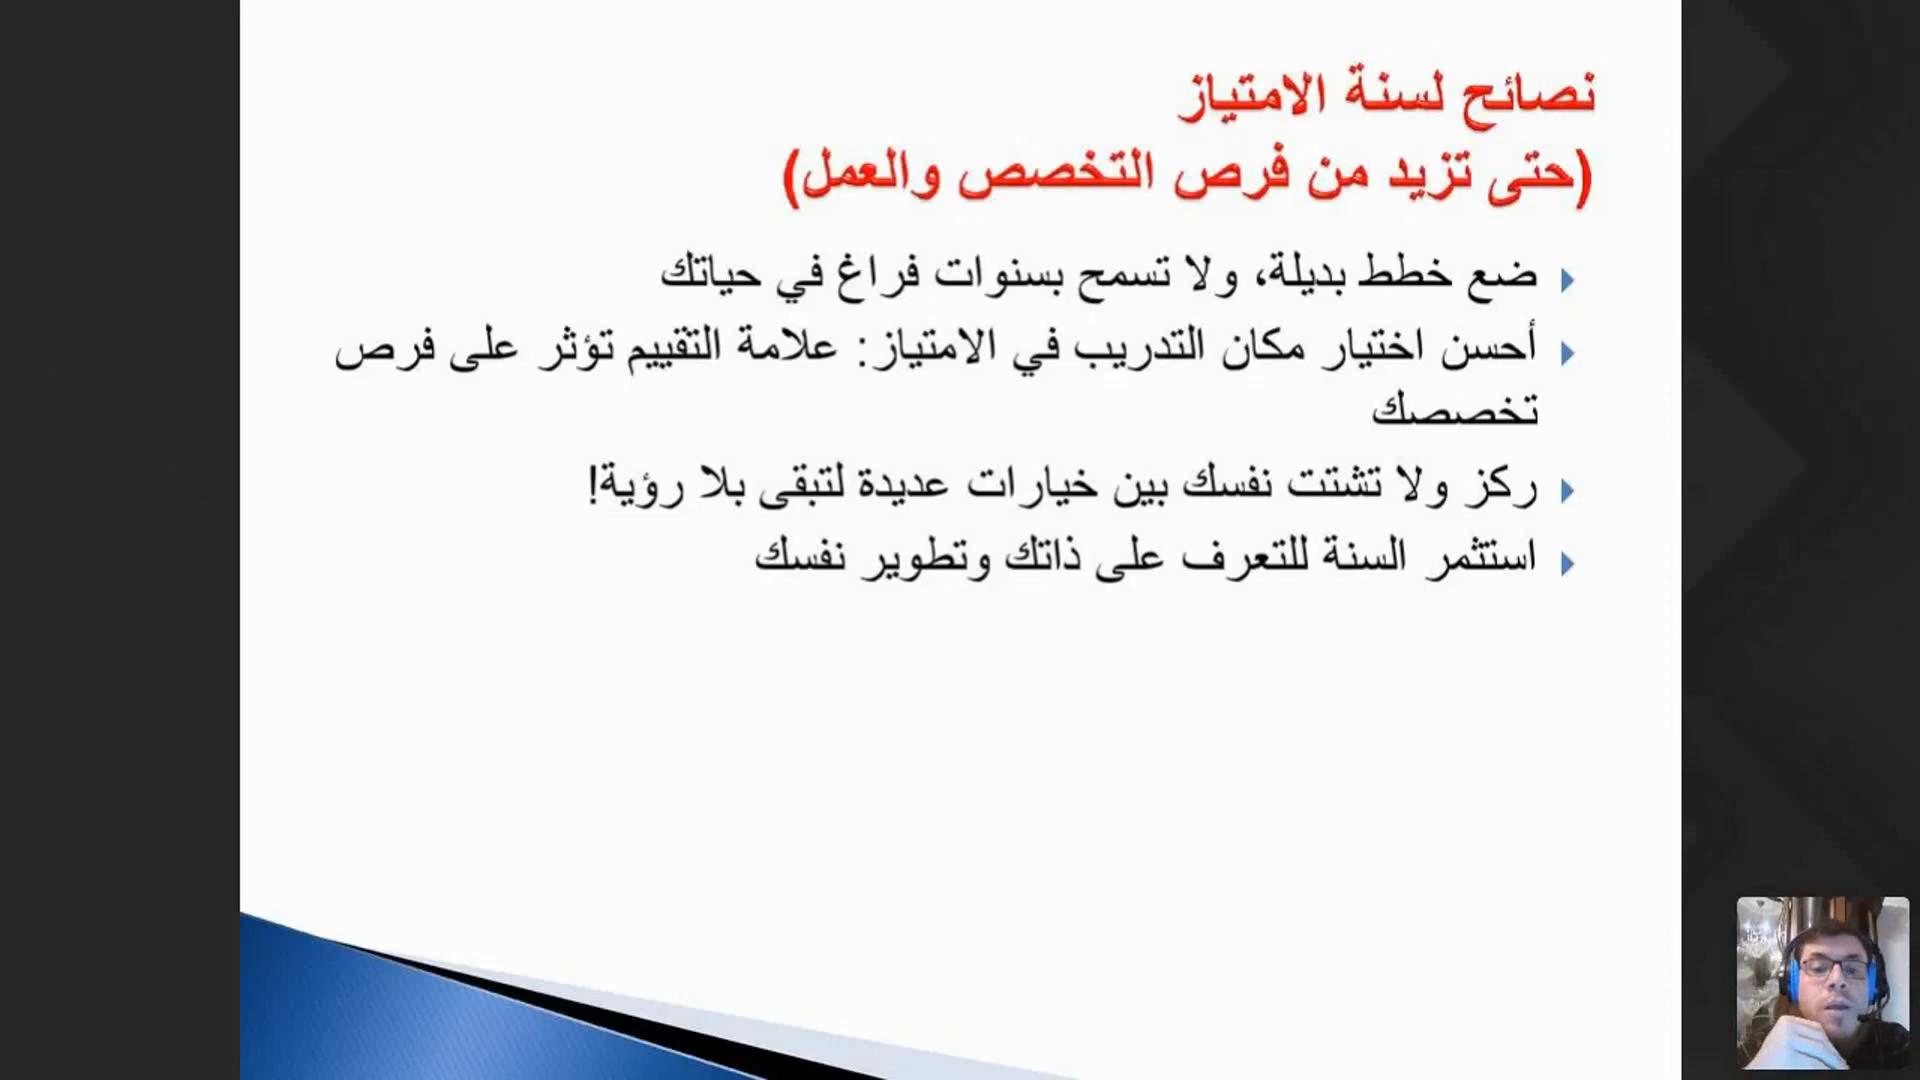 نصائح لسنة الامتياز
(حتى تزيد من فرص التخصص والعمل)
ضع خطط بديلة، ولا تسمح بسنوات فراغ في حياتك
أحسن اختيار مكان التدريب في الامتياز: علامة التقييم تؤثر على فرص
تخصصك
ركز ولا تشتت نفسك بين خيارات عديدة لتبقى بلا رؤية!
استثمر السنة للتعرف على ذاتك وتطوير نفسك